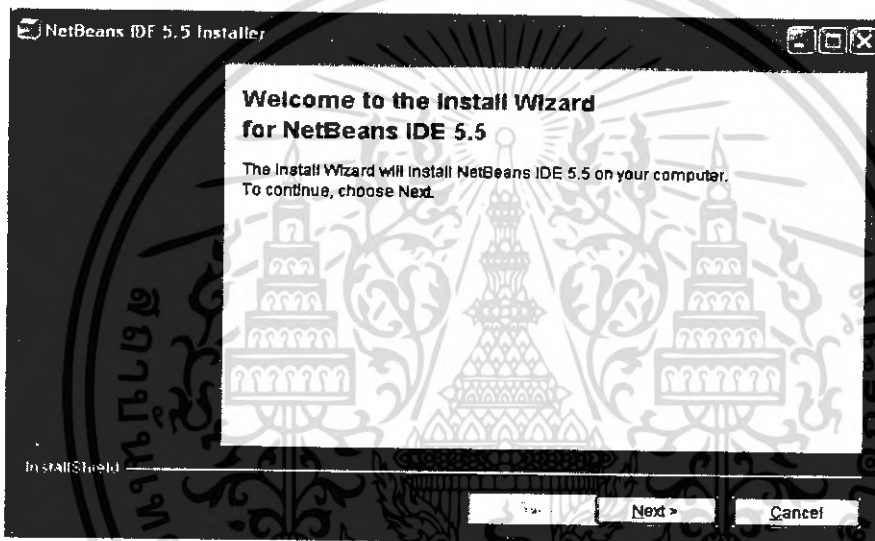 NetBeans IDE 5.5 Installer
Welcome to the Install Wizard
for NetBeans IDE 5.5
The Install Wizard will install NetBeans IDE 5.5 on your computer.
To continue, choose Next.
InstallShield
Next >
Cancel